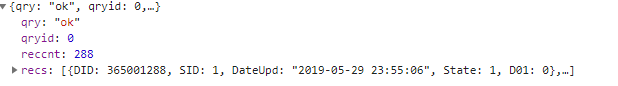 ▼{qry: "ok", qryid: 0,…}
qry: "ok"
qryid: 0
reccnt: 288
▶recs: [{DID: 365001288, SID: 1, DateUpd: "2019-05-29 23:55:06", State: 1, D01: 0},…]